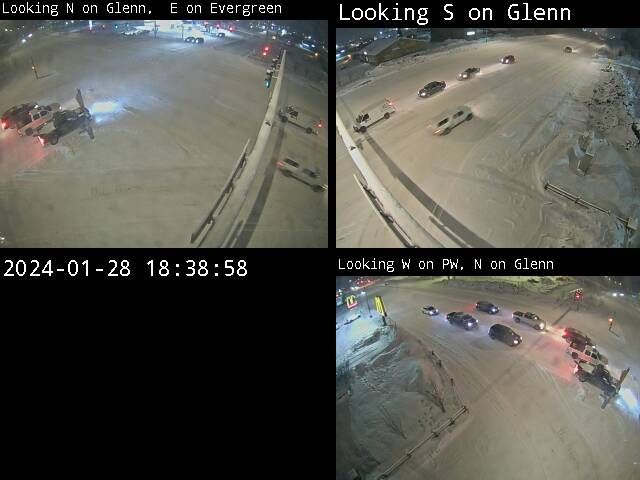 Looking N on Glenn,  E on Evergreen
Looking S on Glenn
2024-01-28 18:38:58
Looking W on PW, N on Glenn